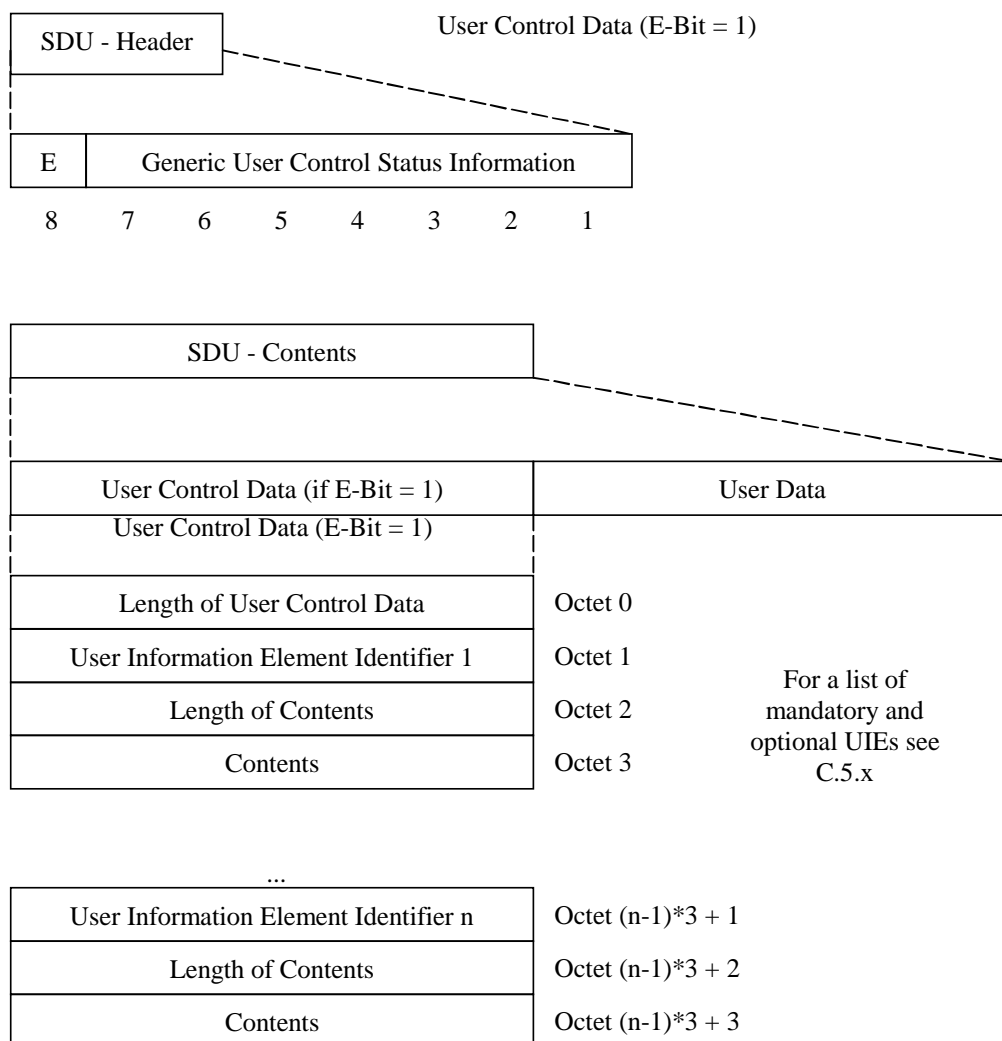 User Control Data (E-Bit = 1)
SDU - Header
E Generic User Control Status Information
8 7 6 5 4 3 2 1
SDU - Contents
User Control Data (if E-Bit = 1) User Data
User Control Data (E-Bit = 1)
Length of User Control Data Octet 0
User Information Element Identifier 1 Octet 1
Length of Contents Octet 2
Contents Octet 3
For a list of
mandatory and
optional UIEs see
C.5.x
...
User Information Element Identifier n Octet (n-1)*3 + 1
Length of Contents Octet (n-1)*3 + 2
Contents Octet (n-1)*3 + 3